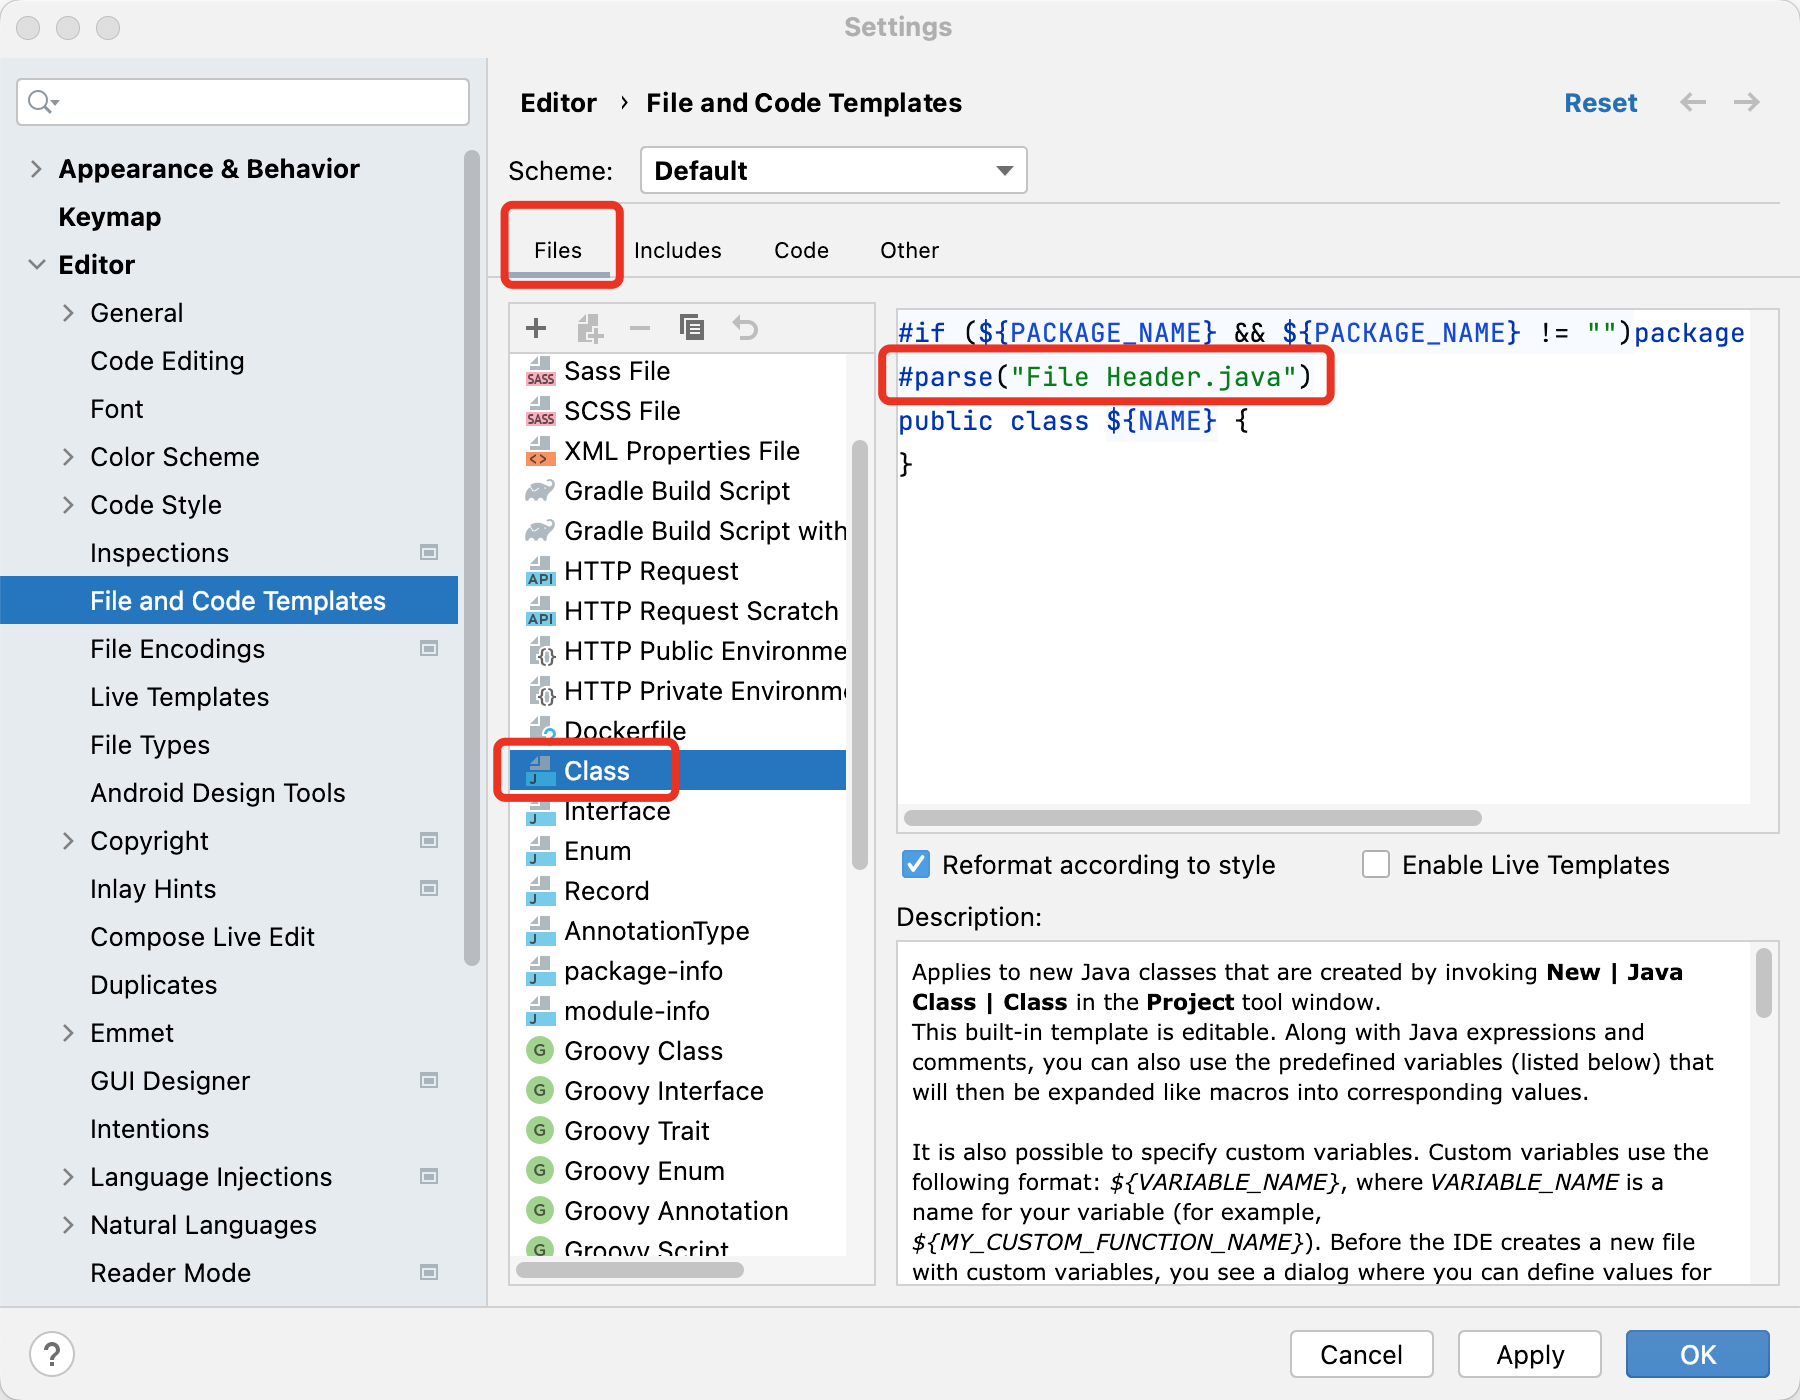 Settings
Appearance & Behavior
Keymap
Editor
General
Code Editing
Font
Color Scheme
Code Style
Inspections
File and Code Templates
File Encodings
Live Templates
File Types
Android Design Tools
Copyright
Inlay Hints
Compose Live Edit
Duplicates
Emmet
GUI Designer
Intentions
Language Injections
Natural Languages
Reader Mode
Editor › File and Code Templates
Reset
Scheme: Default
Files Includes Code Other
SASS Sass File
SASS SCSS File
<> XML Properties File
Gradle Build Script
Gradle Build Script with
API HTTP Request
API HTTP Request Scratch
{} HTTP Public Environme
{} HTTP Private Environm
Dockerfile
J Class
J Interface
J Enum
J Record
J AnnotationType
J package-info
J module-info
G Groovy Class
G Groovy Interface
G Groovy Trait
G Groovy Enum
G Groovy Annotation
G Groovy Script
#if (${PACKAGE_NAME} && ${PACKAGE_NAME} != "")package
#parse("File Header.java")
public class ${NAME} {
}
Reformat according to style
Enable Live Templates
Description:
Applies to new Java classes that are created by invoking New | Java
Class | Class in the Project tool window.
This built-in template is editable. Along with Java expressions and
comments, you can also use the predefined variables (listed below) that
will then be expanded like macros into corresponding values.
It is also possible to specify custom variables. Custom variables use the
following format: ${VARIABLE_NAME}, where VARIABLE_NAME is a
name for your variable (for example,
${MY_CUSTOM_FUNCTION_NAME}). Before the IDE creates a new file
with custom variables, you see a dialog where you can define values for
?
Cancel
Apply
OK